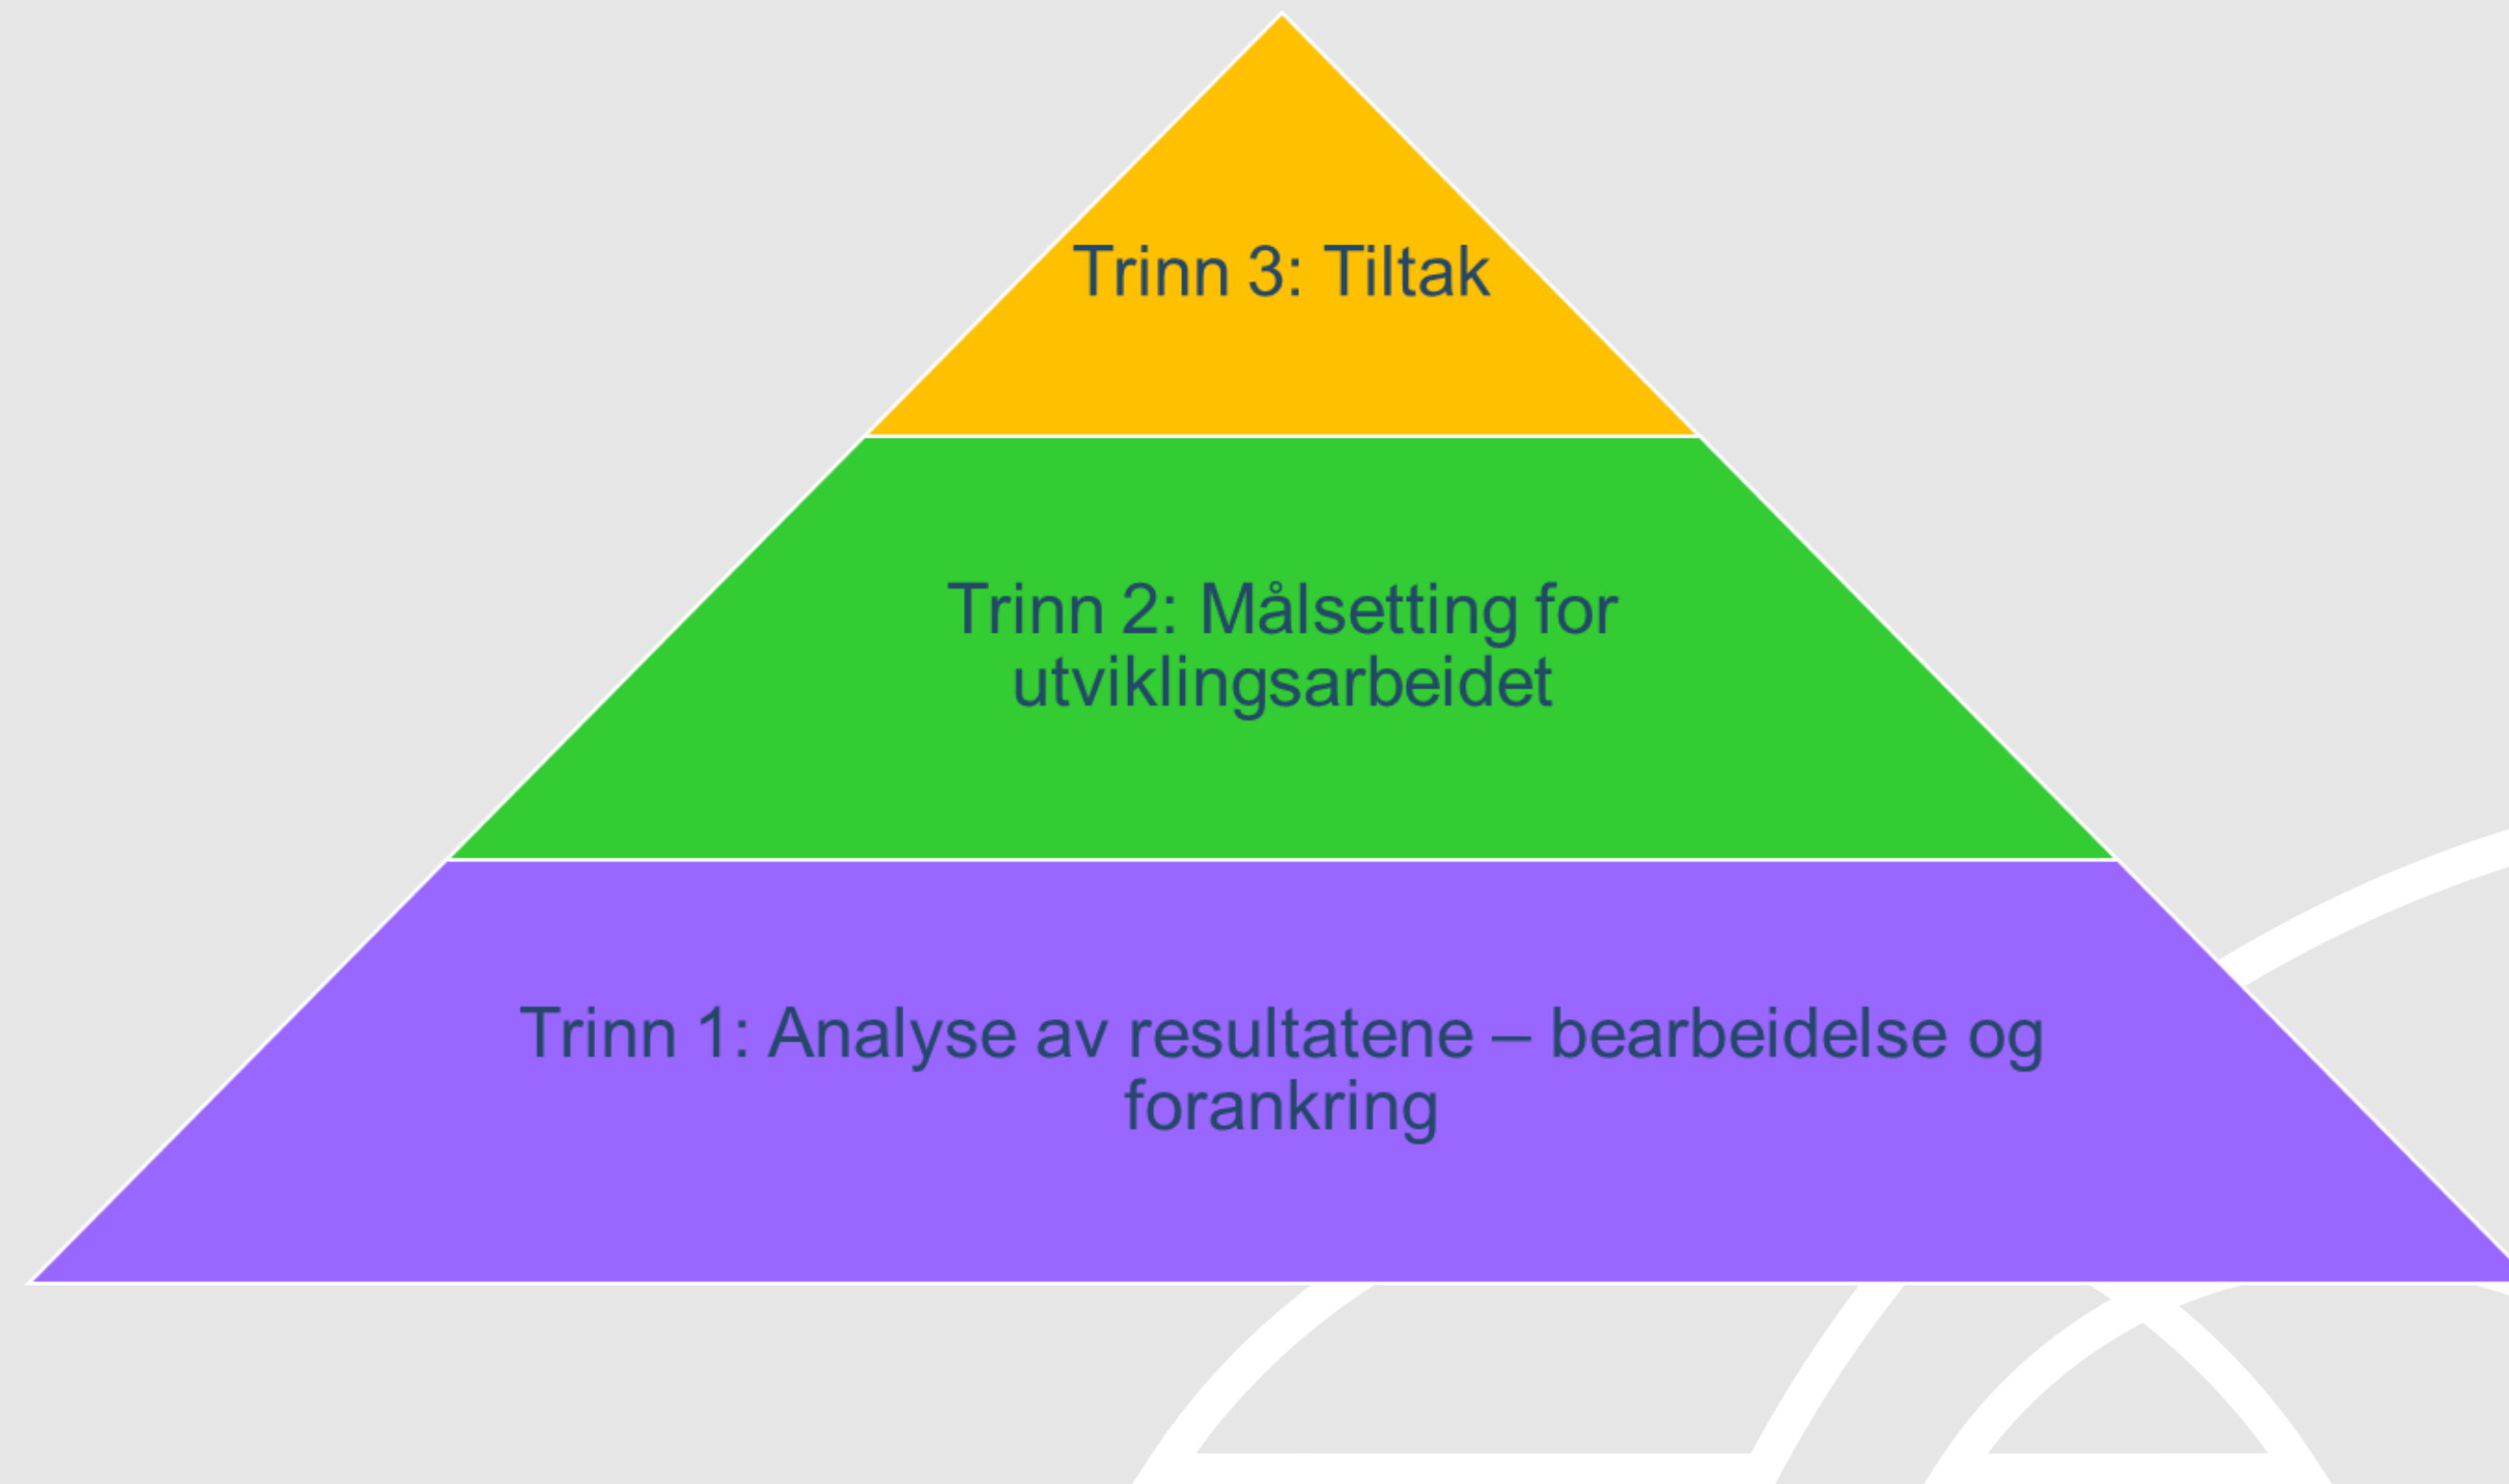 Trinn 3: Tiltak
Trinn 2: Målsetting for
utviklingsarbeidet
Trinn 1: Analyse av resultatene – bearbeidelse og
forankring